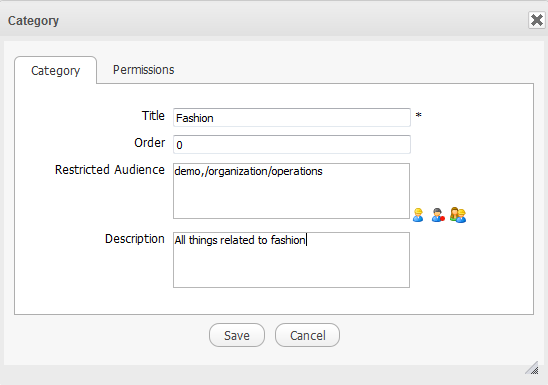 Category
Category Permissions
Title Fashion *
Order 0
Restricted Audience demo,/organization/operations
Description All things related to fashion
Save Cancel